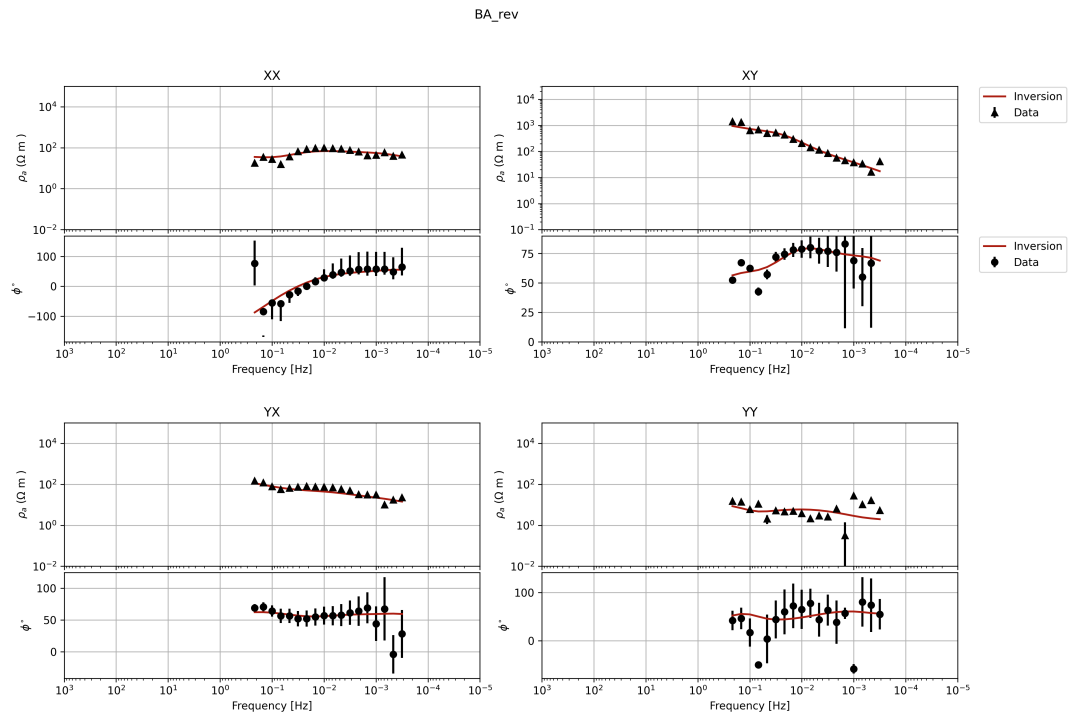 BA_rev
XX
XY
10⁴
10²
10⁰
10⁻²
ρₐ (Ω m )
10⁴
10³
10²
10¹
10⁰
10⁻¹
ρₐ (Ω m )
Inversion
Data
100
0
−100
ϕ°
75
50
25
0
ϕ°
Inversion
Data
10³ 10² 10¹ 10⁰ 10⁻¹ 10⁻² 10⁻³ 10⁻⁴ 10⁻⁵
10³ 10² 10¹ 10⁰ 10⁻¹ 10⁻² 10⁻³ 10⁻⁴ 10⁻⁵
Frequency [Hz]
Frequency [Hz]
YX
YY
10⁴
10²
10⁰
10⁻²
ρₐ (Ω m )
10⁴
10²
10⁰
10⁻²
ρₐ (Ω m )
100
50
0
ϕ°
100
0
ϕ°
10³ 10² 10¹ 10⁰ 10⁻¹ 10⁻² 10⁻³ 10⁻⁴ 10⁻⁵
10³ 10² 10¹ 10⁰ 10⁻¹ 10⁻² 10⁻³ 10⁻⁴ 10⁻⁵
Frequency [Hz]
Frequency [Hz]